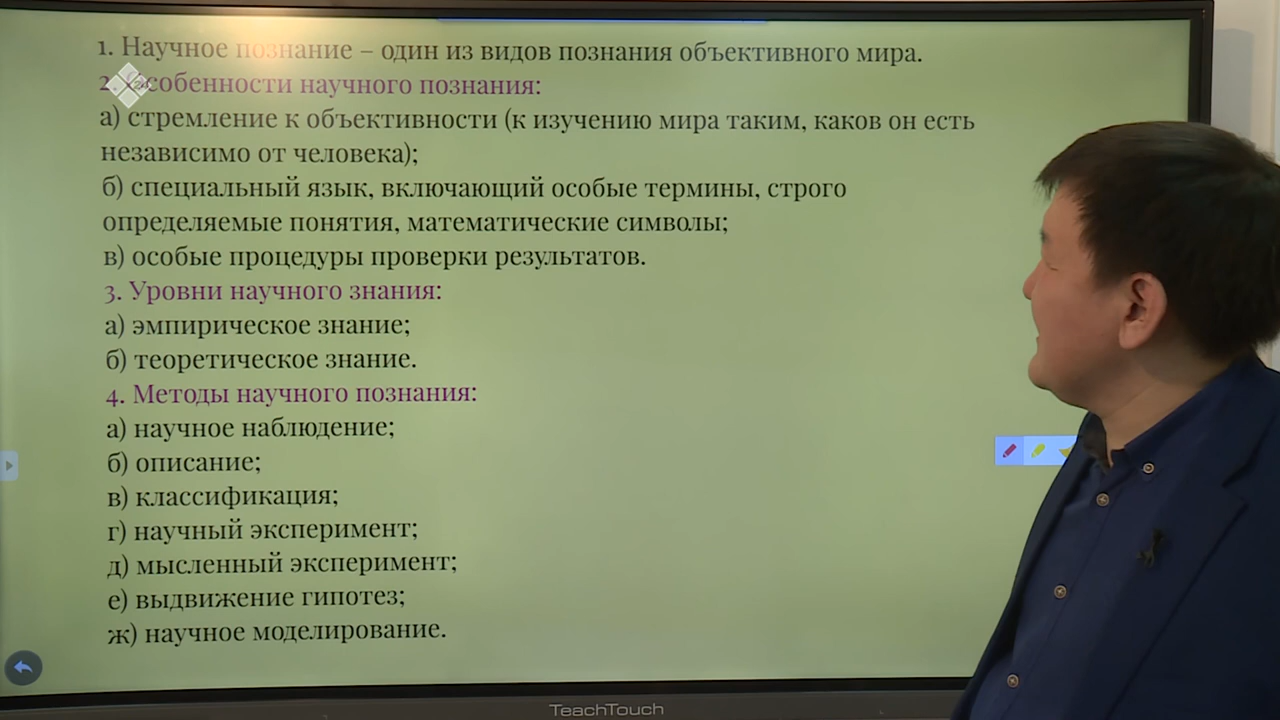 1. Научное познание – один из видов познания объективного мира.
2. Особенности научного познания:
а) стремление к объективности (к изучению мира таким, каков он есть
независимо от человека);
б) специальный язык, включающий особые термины, строго
определяемые понятия, математические символы;
в) особые процедуры проверки результатов.
3. Уровни научного знания:
а) эмпирическое знание;
б) теоретическое знание.
4. Методы научного познания:
а) научное наблюдение;
б) описание;
в) классификация;
г) научный эксперимент;
д) мысленный эксперимент;
е) выдвижение гипотез;
ж) научное моделирование.
TeachTouch